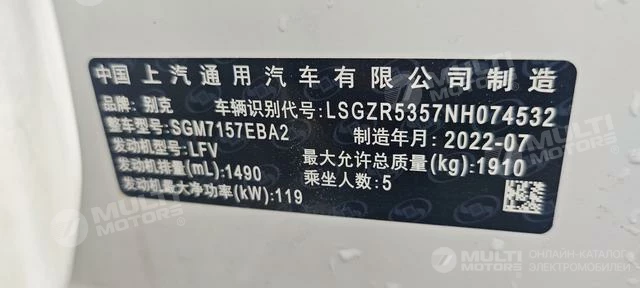 中国上汽通用汽车有限公司制造
品牌: 别克 车辆识别代号: LSGZR5357NH074532
整车型号: SGM7157EBA2 制造年月: 2022-07
发动机型号: LFV
最大允许总质量(kg): 1910
发动机排量(mL): 1490 乘坐人数: 5
发动机最大净功率(kW): 119
MULTI MOTORS
MULTI MOTORS
MULTI MOTORS
ОНЛАЙН-КАТАЛОГ
ЭЛЕКТРОМОБИЛЕЙ